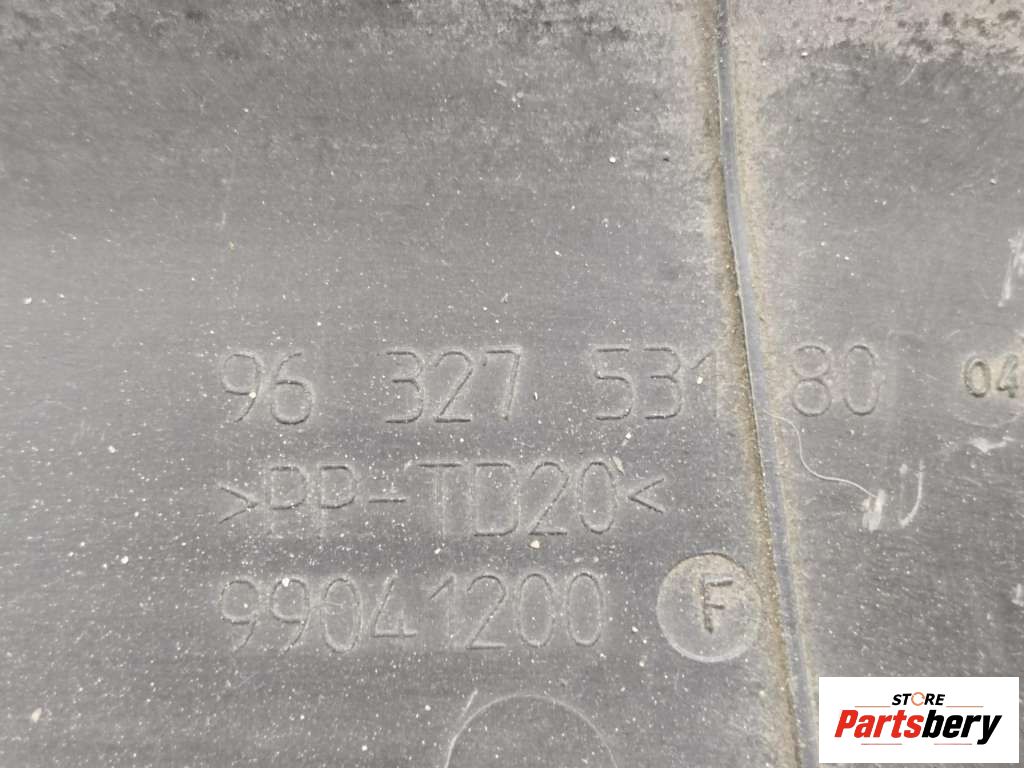 96 327 531 80 04
>PP-TD20<
99041200 F
STORE
Partsbery